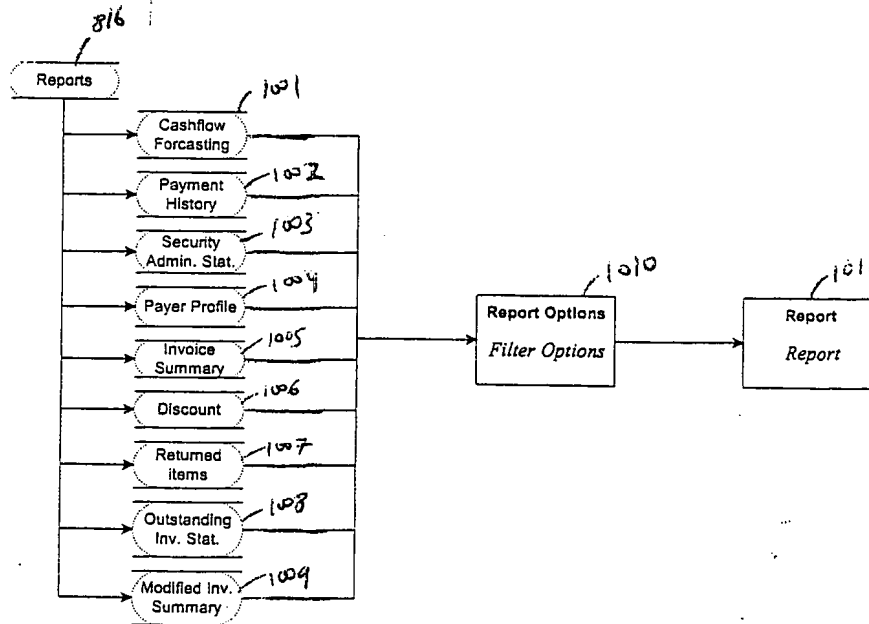 816
Reports
1001
Cashflow
Forcasting
1002
Payment
History
1003
Security
Admin. Stat.
1004
Payer Profile
1005
Invoice
Summary
1006
Discount
1007
Returned
items
1008
Outstanding
Inv. Stat.
1009
Modified Inv.
Summary
1010
Report Options
Filter Options
101
Report
Report